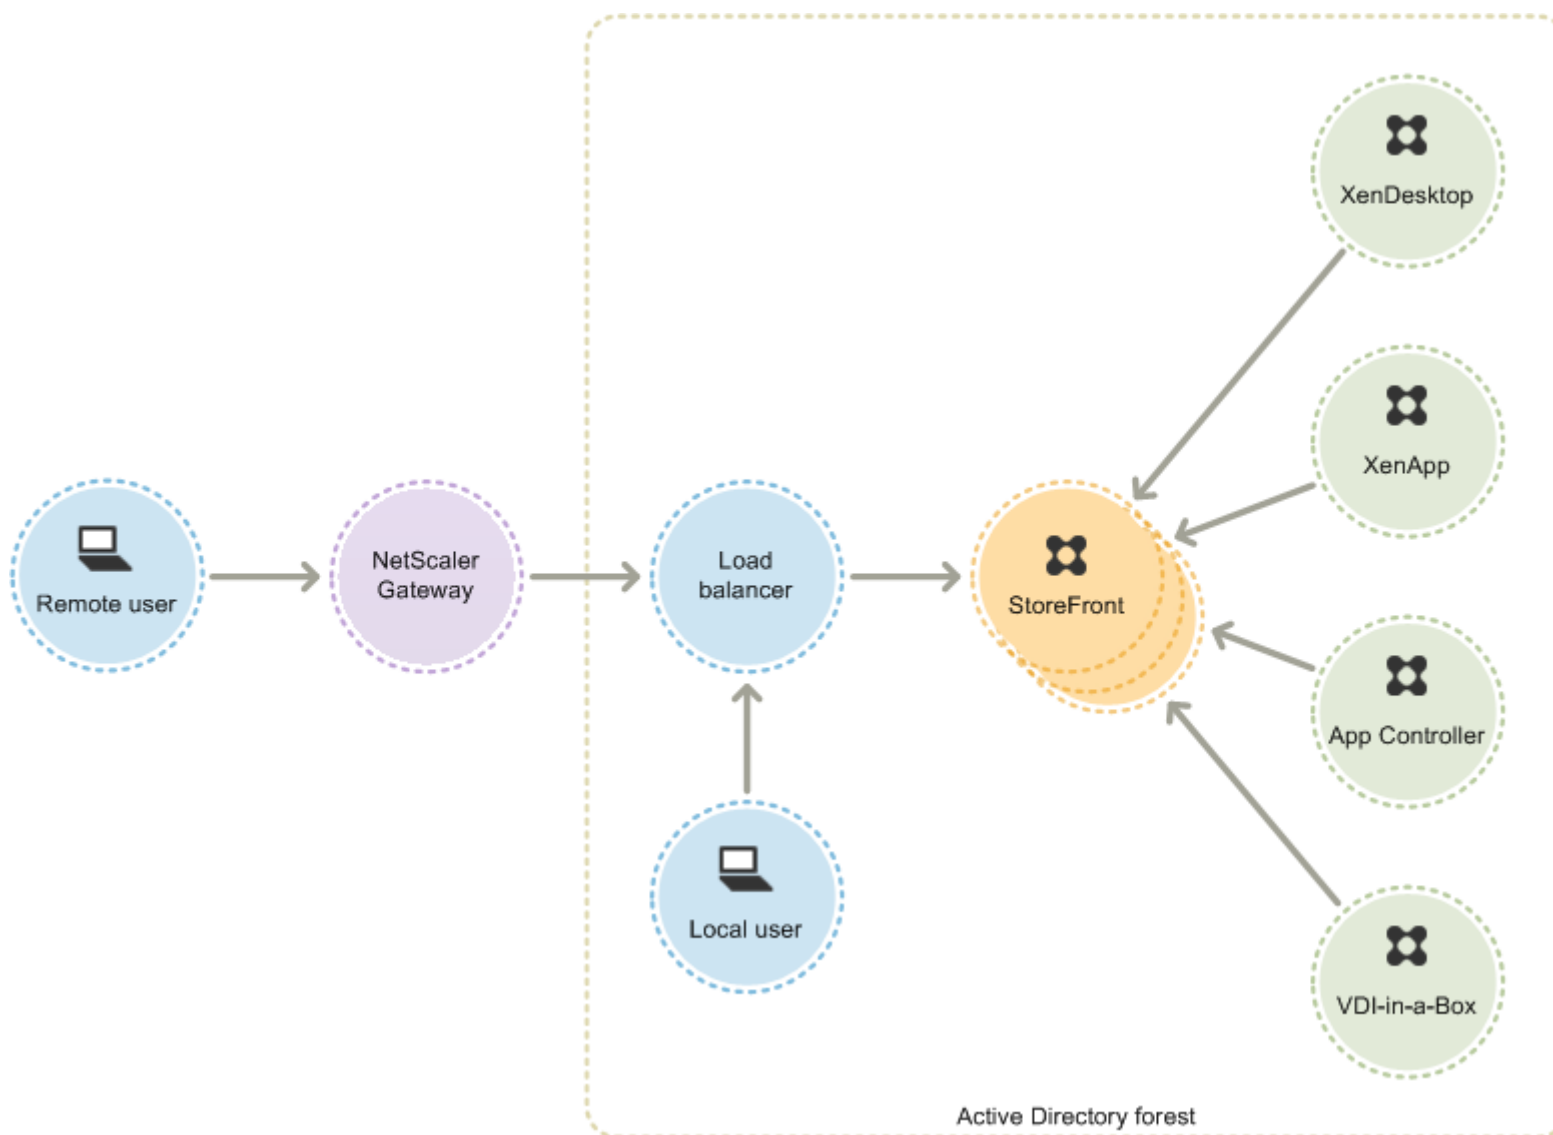 XenDesktop
XenApp
Remote user
NetScaler
Gateway
Load
balancer
StoreFront
App Controller
Local user
VDI-in-a-Box
Active Directory forest